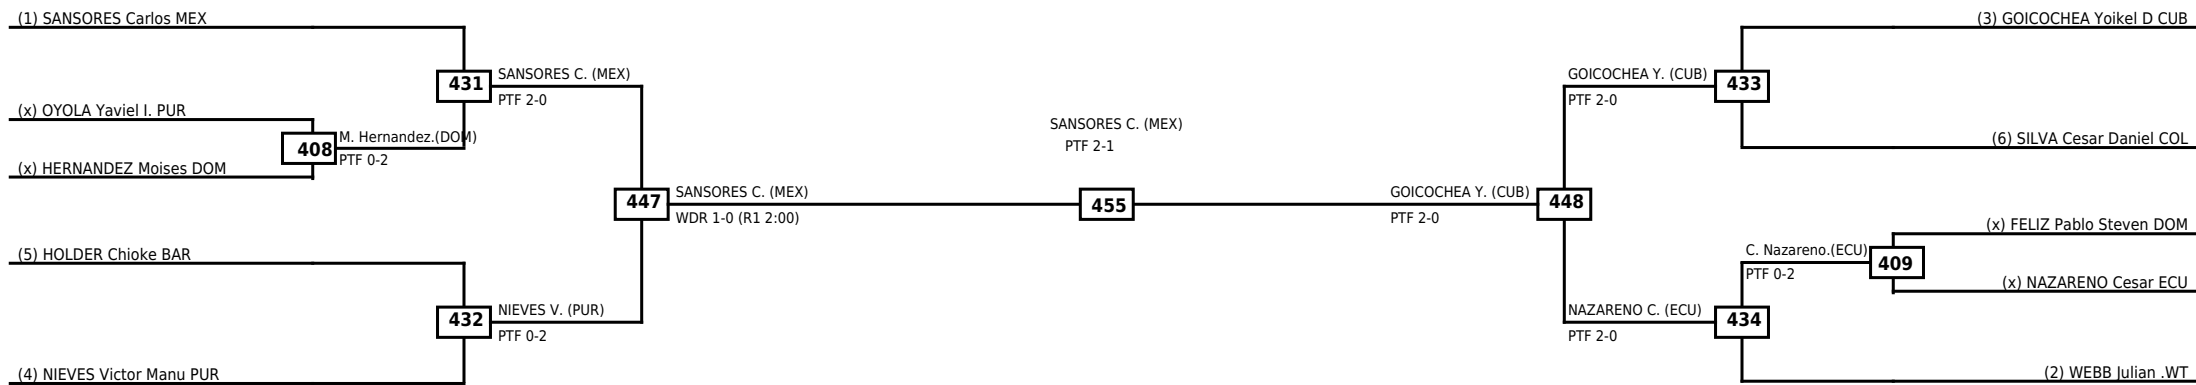 (1) SANSORES Carlos MEX
(3) GOICOCHEA Yoikel D CUB
431
SANSORES C. (MEX)
PTF 2-0
GOICOCHEA Y. (CUB)
PTF 2-0
433
(x) OYOLA Yaviel I. PUR
SANSORES C. (MEX)
PTF 2-1
408
M. Hernandez.(DOM)
PTF 0-2
(6) SILVA Cesar Daniel COL
(x) HERNANDEZ Moises DOM
447
SANSORES C. (MEX)
WDR 1-0 (R1 2:00)
455
GOICOCHEA Y. (CUB)
PTF 2-0
448
(x) FELIZ Pablo Steven DOM
(5) HOLDER Chioke BAR
C. Nazareno.(ECU)
PTF 0-2
409
(x) NAZARENO Cesar ECU
432
NIEVES V. (PUR)
PTF 0-2
NAZARENO C. (ECU)
PTF 2-0
434
(4) NIEVES Victor Manu PUR
(2) WEBB Julian .WT